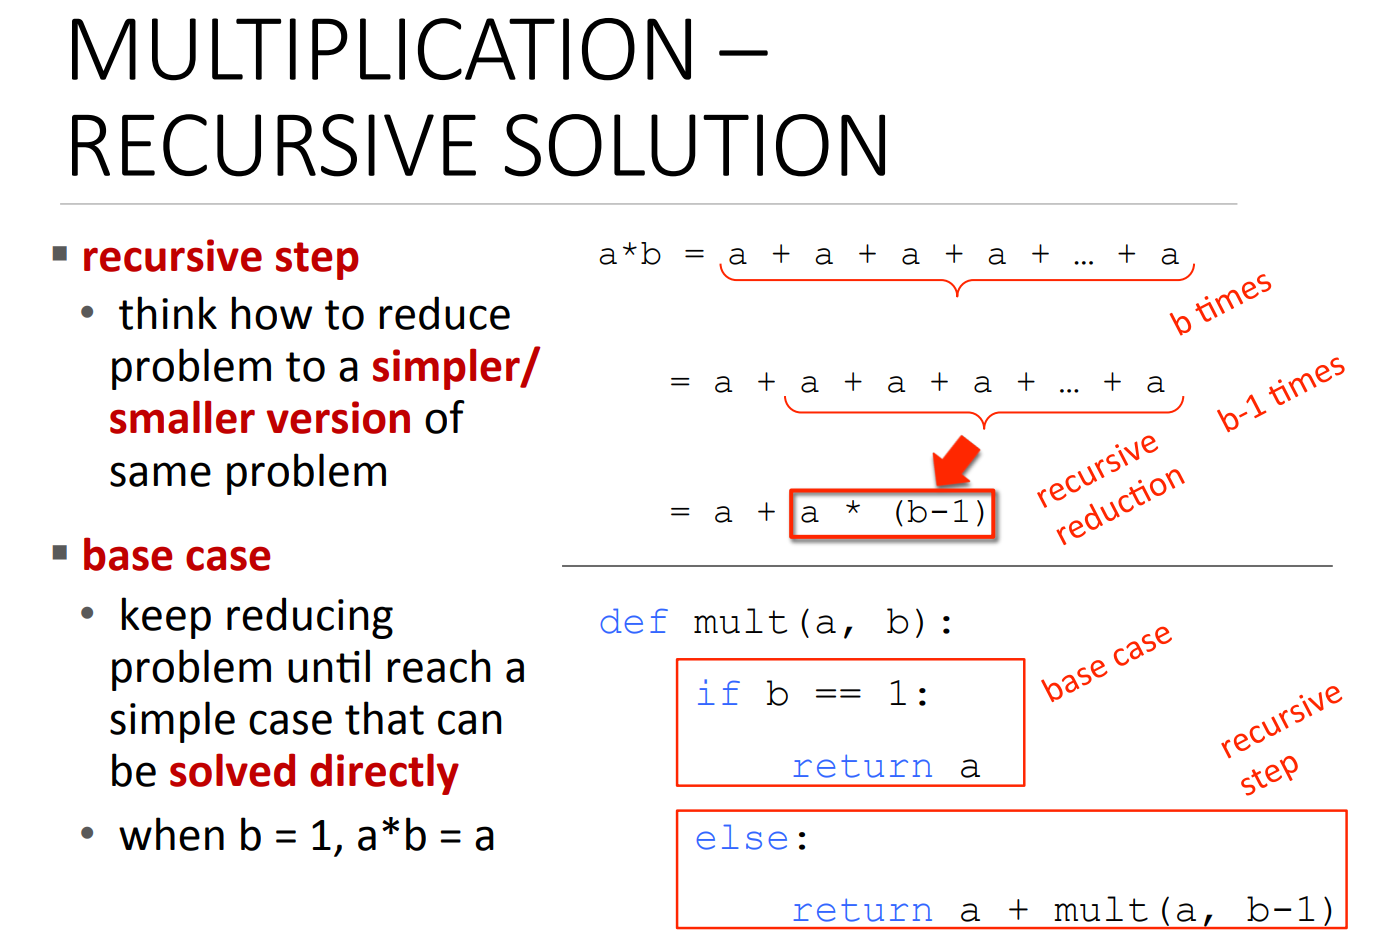 MULTIPLICATION –
RECURSIVE SOLUTION
▪ recursive step
• think how to reduce
problem to a simpler/
smaller version of
same problem
▪ base case
• keep reducing
problem until reach a
simple case that can
be solved directly
• when b = 1, a*b = a
a*b = a + a + a + a + … + a
b times
= a + a + a + a + … + a
b-1 times
= a + a * (b-1)
recursive
reduction
def mult(a, b):
if b == 1:
return a
base case
else:
return a + mult(a, b-1)
recursive
step